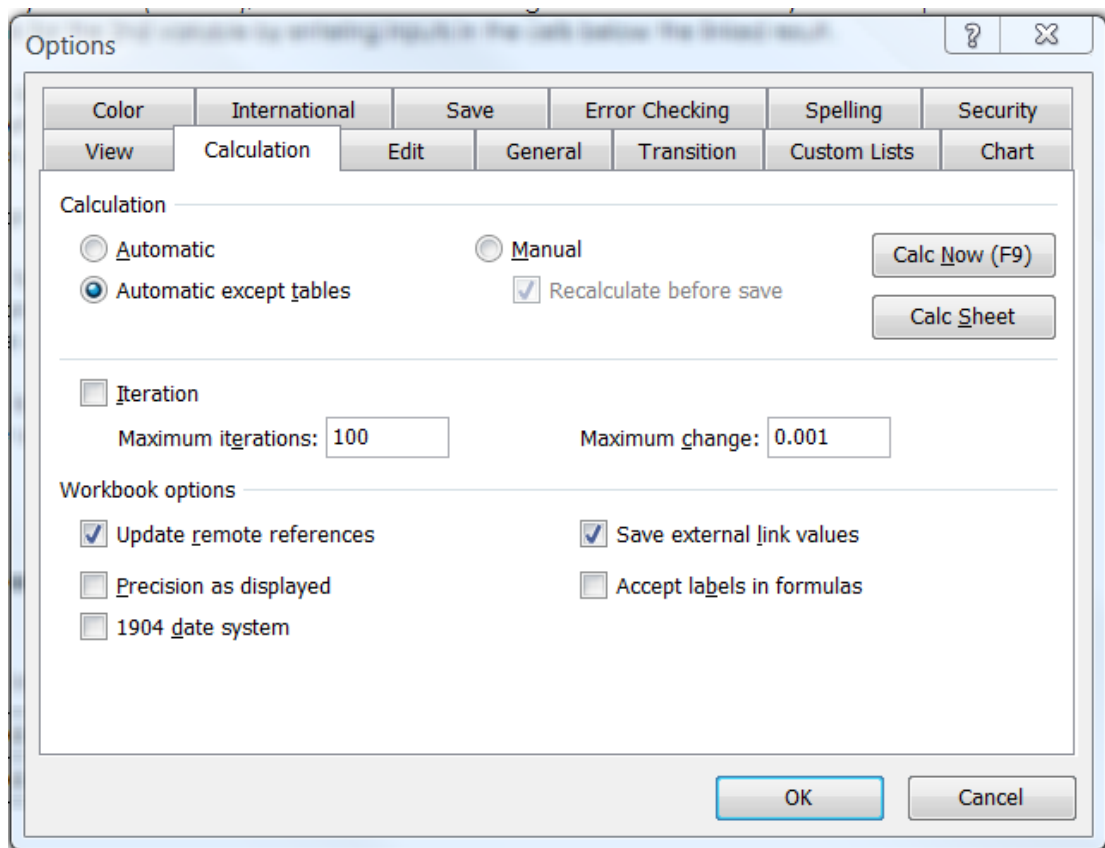 Options
Color International Save Error Checking Spelling Security
View Calculation Edit General Transition Custom Lists Chart
Calculation
Automatic Manual Calc Now (F9)
Automatic except tables Recalculate before save
Calc Sheet
Iteration
Maximum iterations: 100 Maximum change: 0.001
Workbook options
Update remote references Save external link values
Precision as displayed Accept labels in formulas
1904 date system
OK Cancel